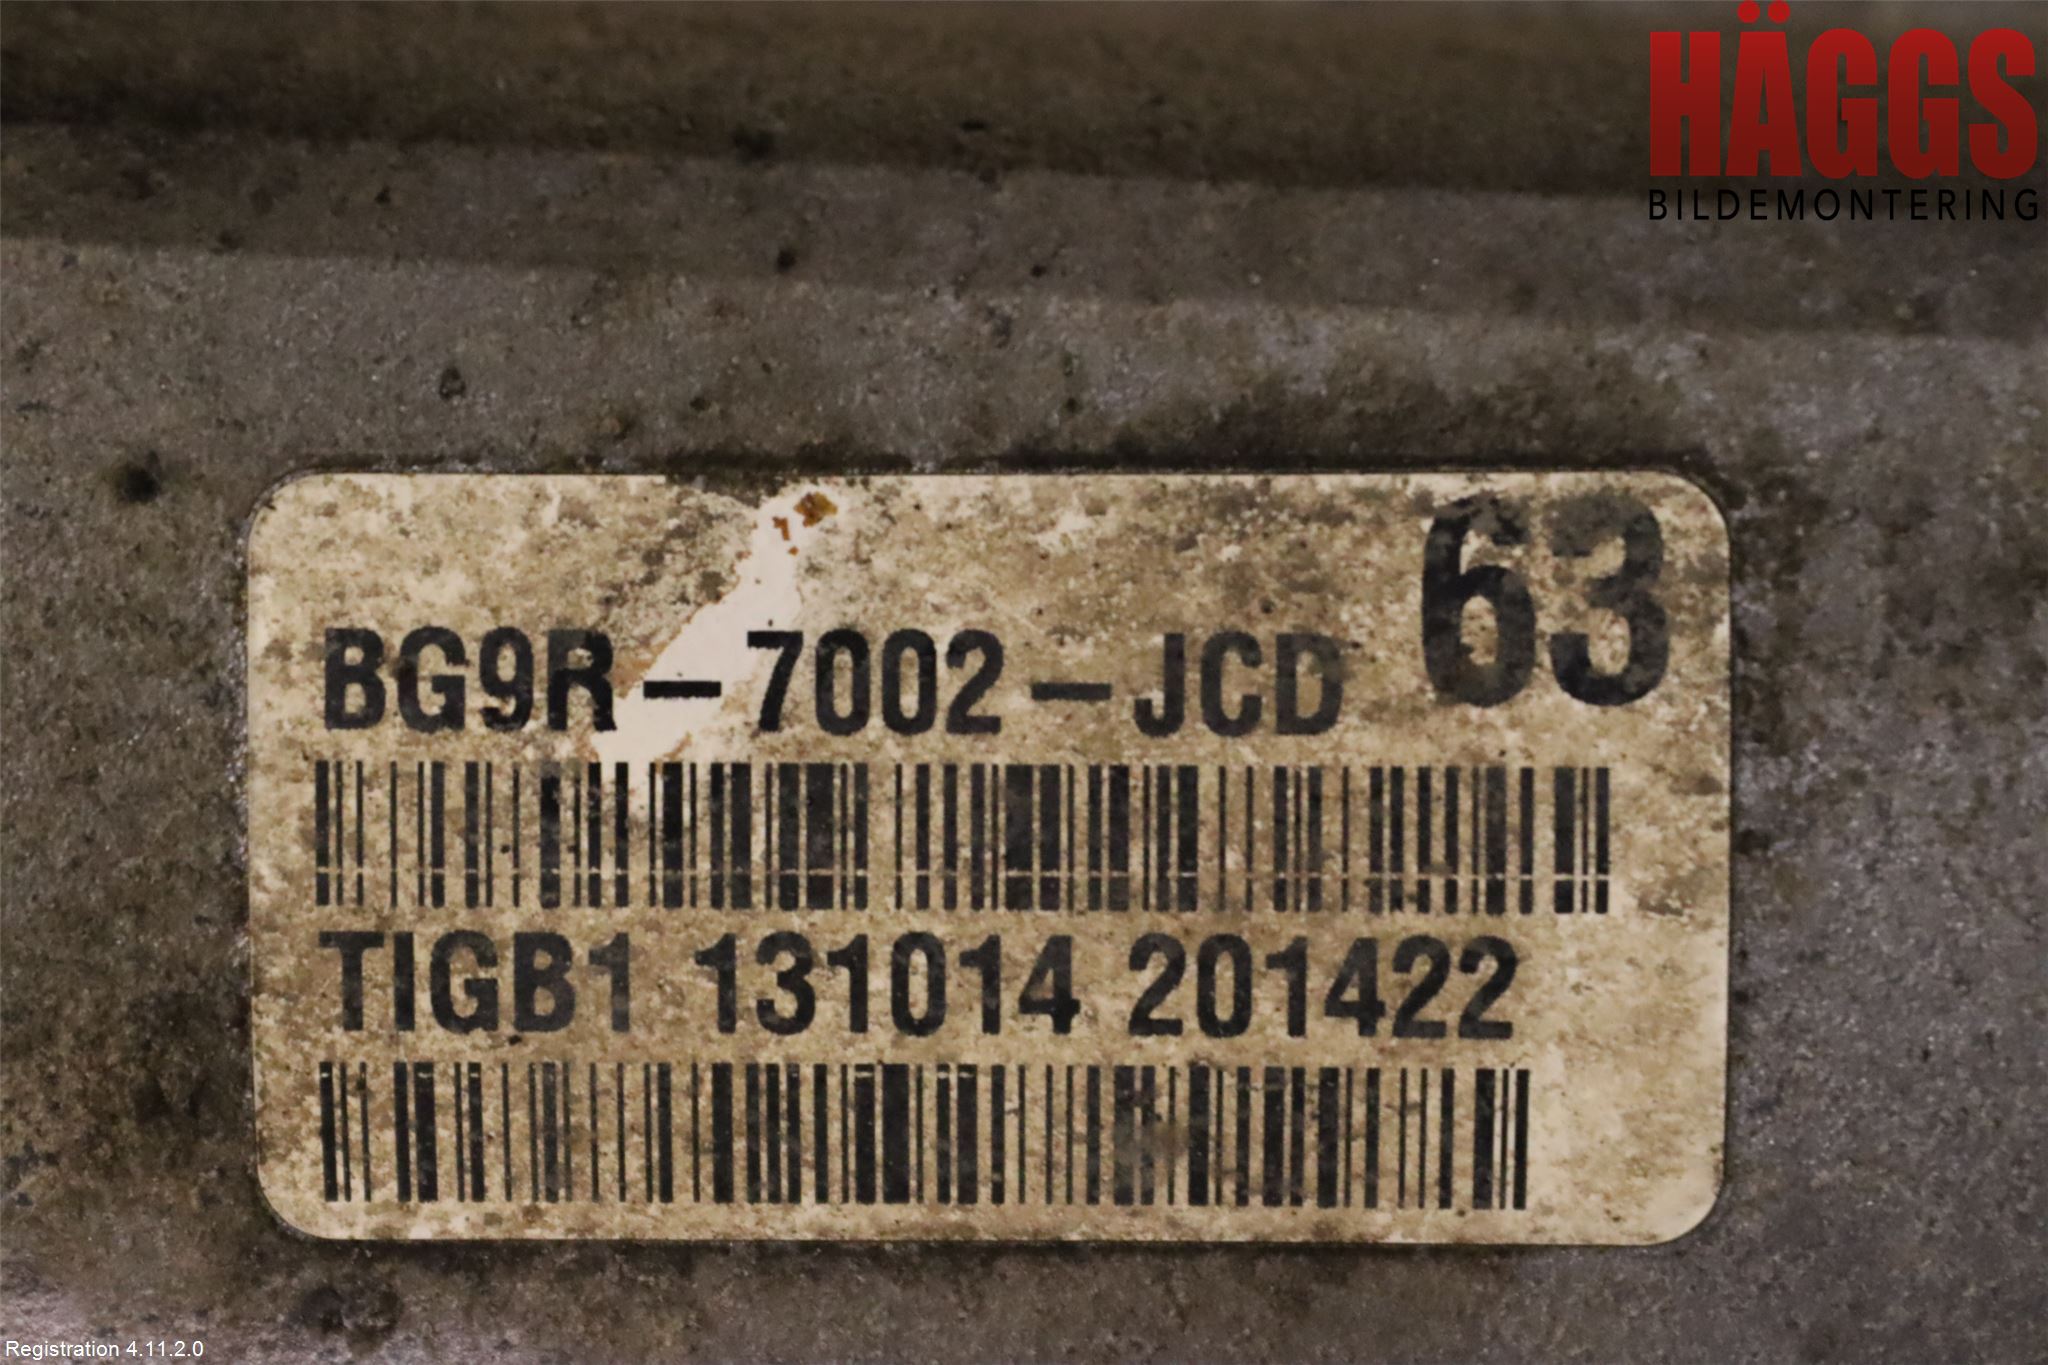 HÄGGS
BILDEMONTERING
63
BG9R-7002-JCD
TIGB1 131014 201422
Registration 4.11.2.0